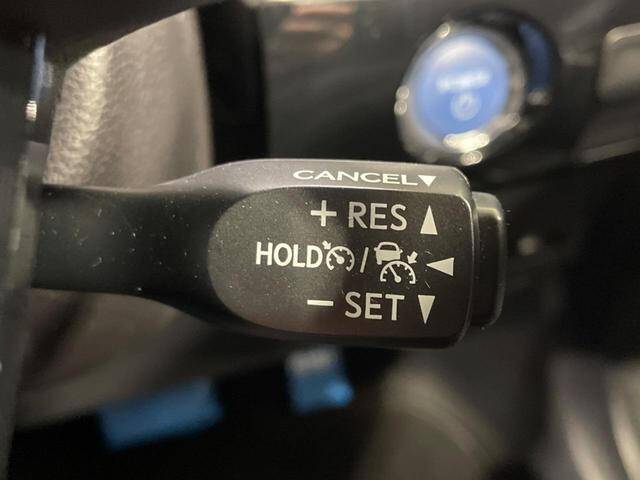 CANCEL▼
+ RES ▲
HOLD / ◄
− SET ▼